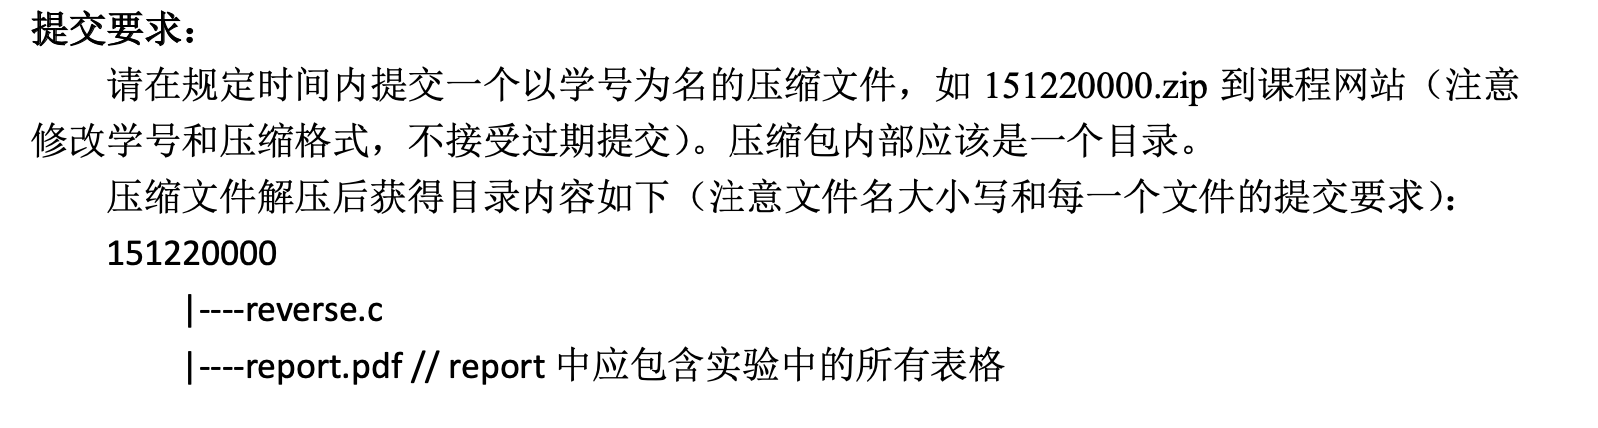 提交要求：
请在规定时间内提交一个以学号为名的压缩文件，如 151220000.zip 到课程网站（注意
修改学号和压缩格式，不接受过期提交）。压缩包内部应该是一个目录。
压缩文件解压后获得目录内容如下（注意文件名大小写和每一个文件的提交要求）：
151220000
|----reverse.c
|----report.pdf // report 中应包含实验中的所有表格